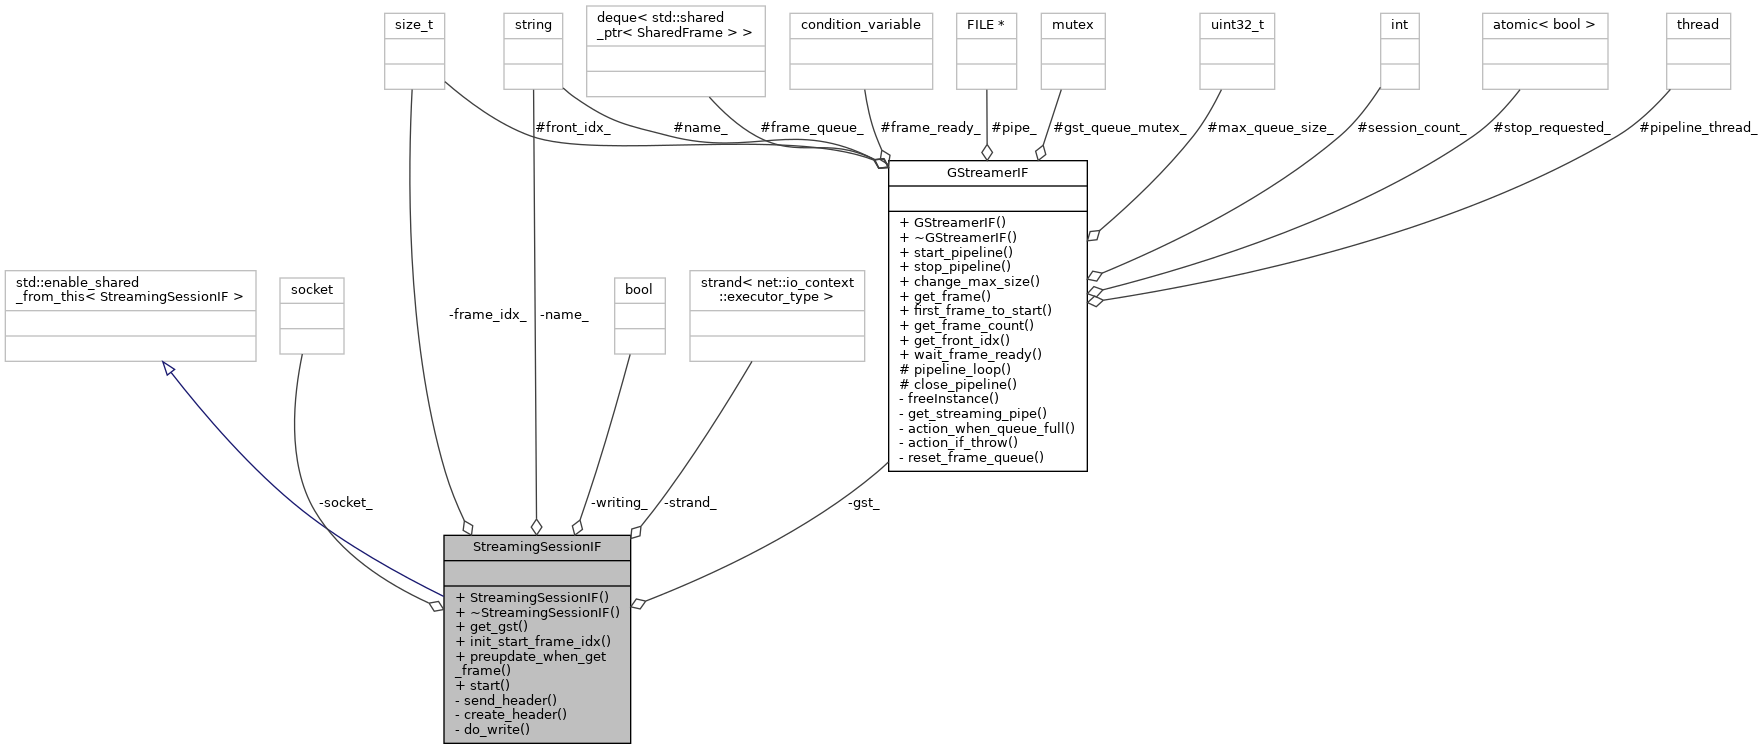 size_t
string
deque< std::shared
_ptr< SharedFrame > >
condition_variable
FILE *
mutex
uint32_t
int
atomic< bool >
thread
#front_idx_
#name_
#frame_queue_
#frame_ready_
#pipe_
#gst_queue_mutex_
#max_queue_size_
#session_count_
#stop_requested_
#pipeline_thread_
GStreamerIF
+ GStreamerIF()
+ ~GStreamerIF()
+ start_pipeline()
+ stop_pipeline()
+ change_max_size()
+ get_frame()
+ first_frame_to_start()
+ get_frame_count()
+ get_front_idx()
+ wait_frame_ready()
# pipeline_loop()
# close_pipeline()
- freeInstance()
- get_streaming_pipe()
- action_when_queue_full()
- action_if_throw()
- reset_frame_queue()
std::enable_shared
_from_this< StreamingSessionIF >
socket
bool
strand< net::io_context
::executor_type >
-frame_idx_
-name_
-socket_
-writing_
-strand_
-gst_
StreamingSessionIF
+ StreamingSessionIF()
+ ~StreamingSessionIF()
+ get_gst()
+ init_start_frame_idx()
+ preupdate_when_get
_frame()
+ start()
- send_header()
- create_header()
- do_write()